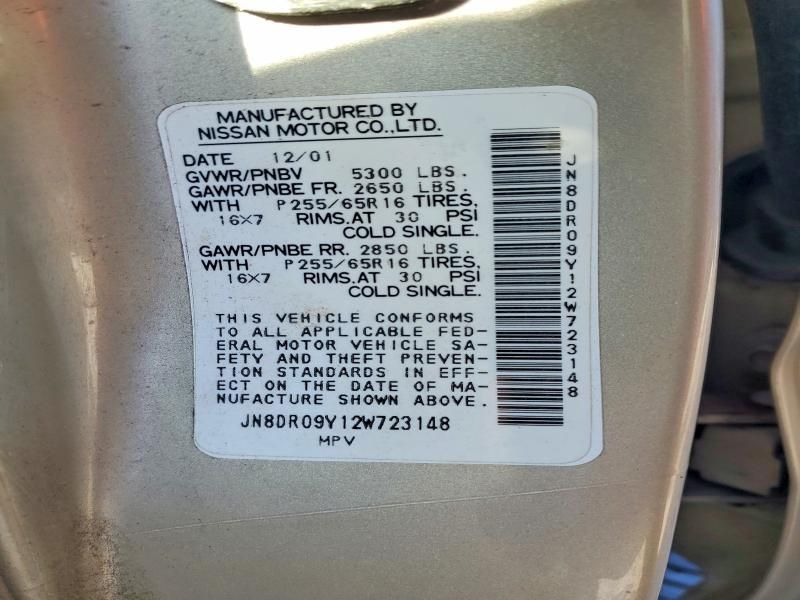 MANUFACTURED BY
NISSAN MOTOR CO.,LTD.
DATE 12/01
GVWR/PNBV 5300 LBS.
GAWR/PNBE FR. 2650 LBS.
WITH P255/65R16 TIRES.
16X7 RIMS.AT 30 PSI
COLD SINGLE.
GAWR/PNBE RR. 2850 LBS.
WITH P255/65R16 TIRES.
16X7 RIMS.AT 30 PSI
COLD SINGLE.
THIS VEHICLE CONFORMS
TO ALL APPLICABLE FED-
ERAL MOTOR VEHICLE SA-
FETY AND THEFT PREVEN-
TION STANDARDS IN EFF-
ECT ON THE DATE OF MA-
NUFACTURE SHOWN ABOVE.
JN8DR09Y12W723148
MPV
JN8DR09Y12W723148